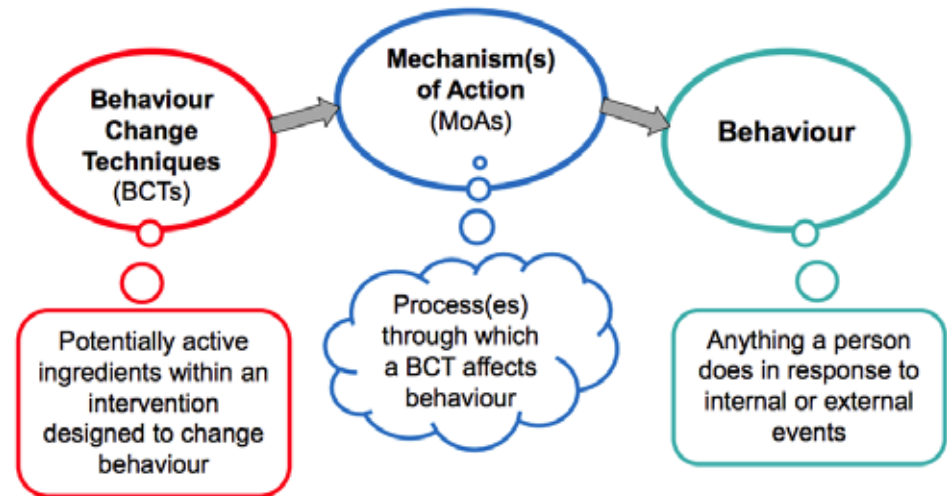 Behaviour
Change
Techniques
(BCTs)
Mechanism(s)
of Action
(MoAs)
Behaviour
Potentially active
ingredients within an
intervention
designed to change
behaviour
Process(es)
through which
a BCT affects
behaviour
Anything a person
does in response to
internal or external
events